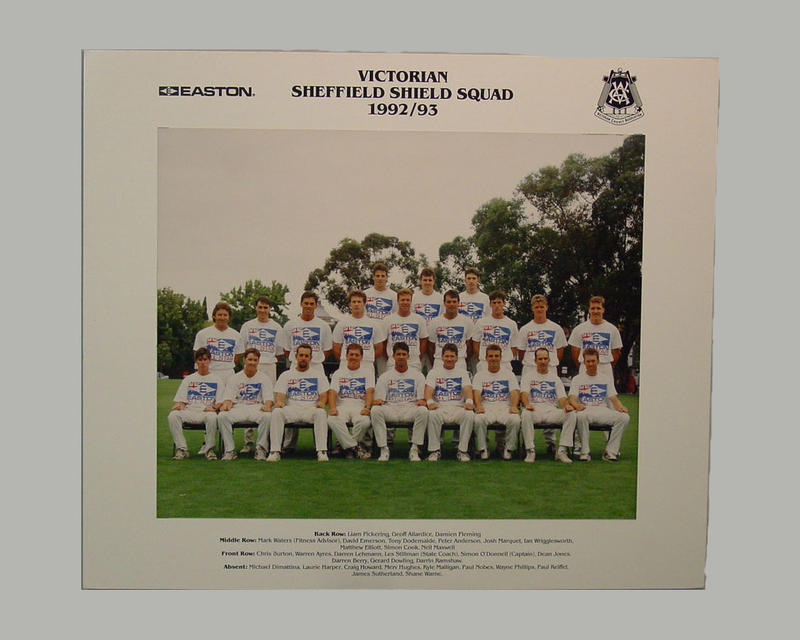 VICTORIAN
EASTON
SHEFFIELD SHIELD SQUAD
1992/93
Back Row: Liam Pickering, Geoff Allardice, Damien Fleming
Middle Row: Mark Waters (Fitness Advisor), David Emerson, Tony Dodemaide, Peter Anderson, Josh Marquet, Ian Wrigglesworth,
Matthew Elliott, Simon Cook, Neil Maxwell
Front Row: Chris Burton, Warren Ayres, Darren Lehmann, Les Stillman (State Coach), Simon O'Donnell (Captain), Dean Jones,
Darren Berry, Gerard Dowling, Darrin Ramshaw.
Absent: Michael Dimattina, Laurie Harper, Craig Howard, Merv Hughes, Kyle Malligan, Paul Nobes, Wayne Phillips, Paul Reiffel,
James Sutherland, Shane Warne.